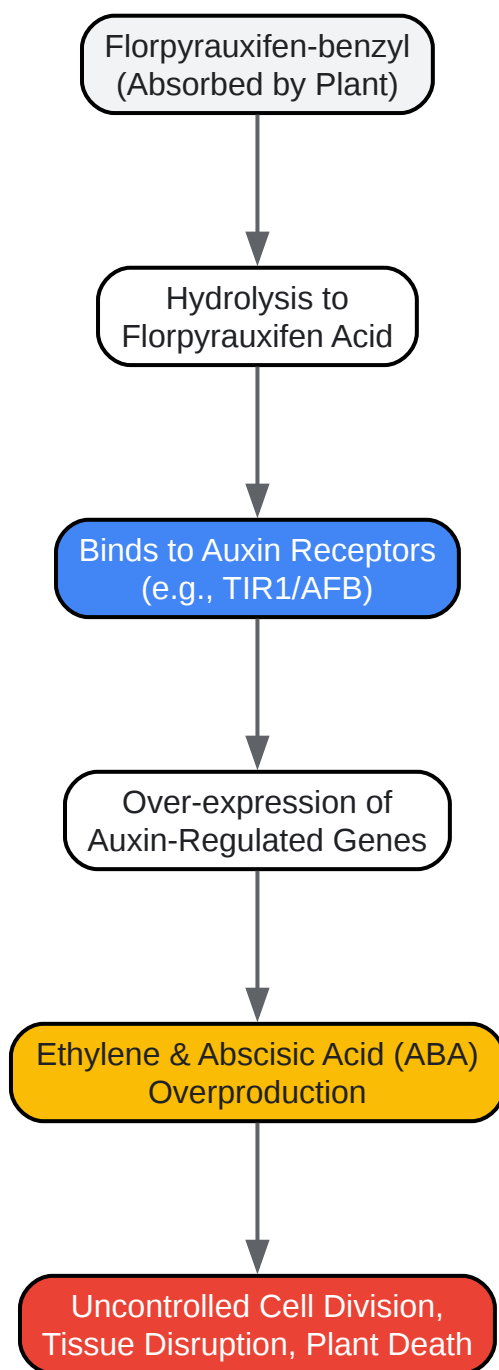 Florpyrauxifen-benzyl
(Absorbed by Plant)
Hydrolysis to
Florpyrauxifen Acid
Binds to Auxin Receptors
(e.g., TIR1/AFB)
Over-expression of
Auxin-Regulated Genes
Ethylene & Abscisic Acid (ABA)
Overproduction
Uncontrolled Cell Division,
Tissue Disruption, Plant Death